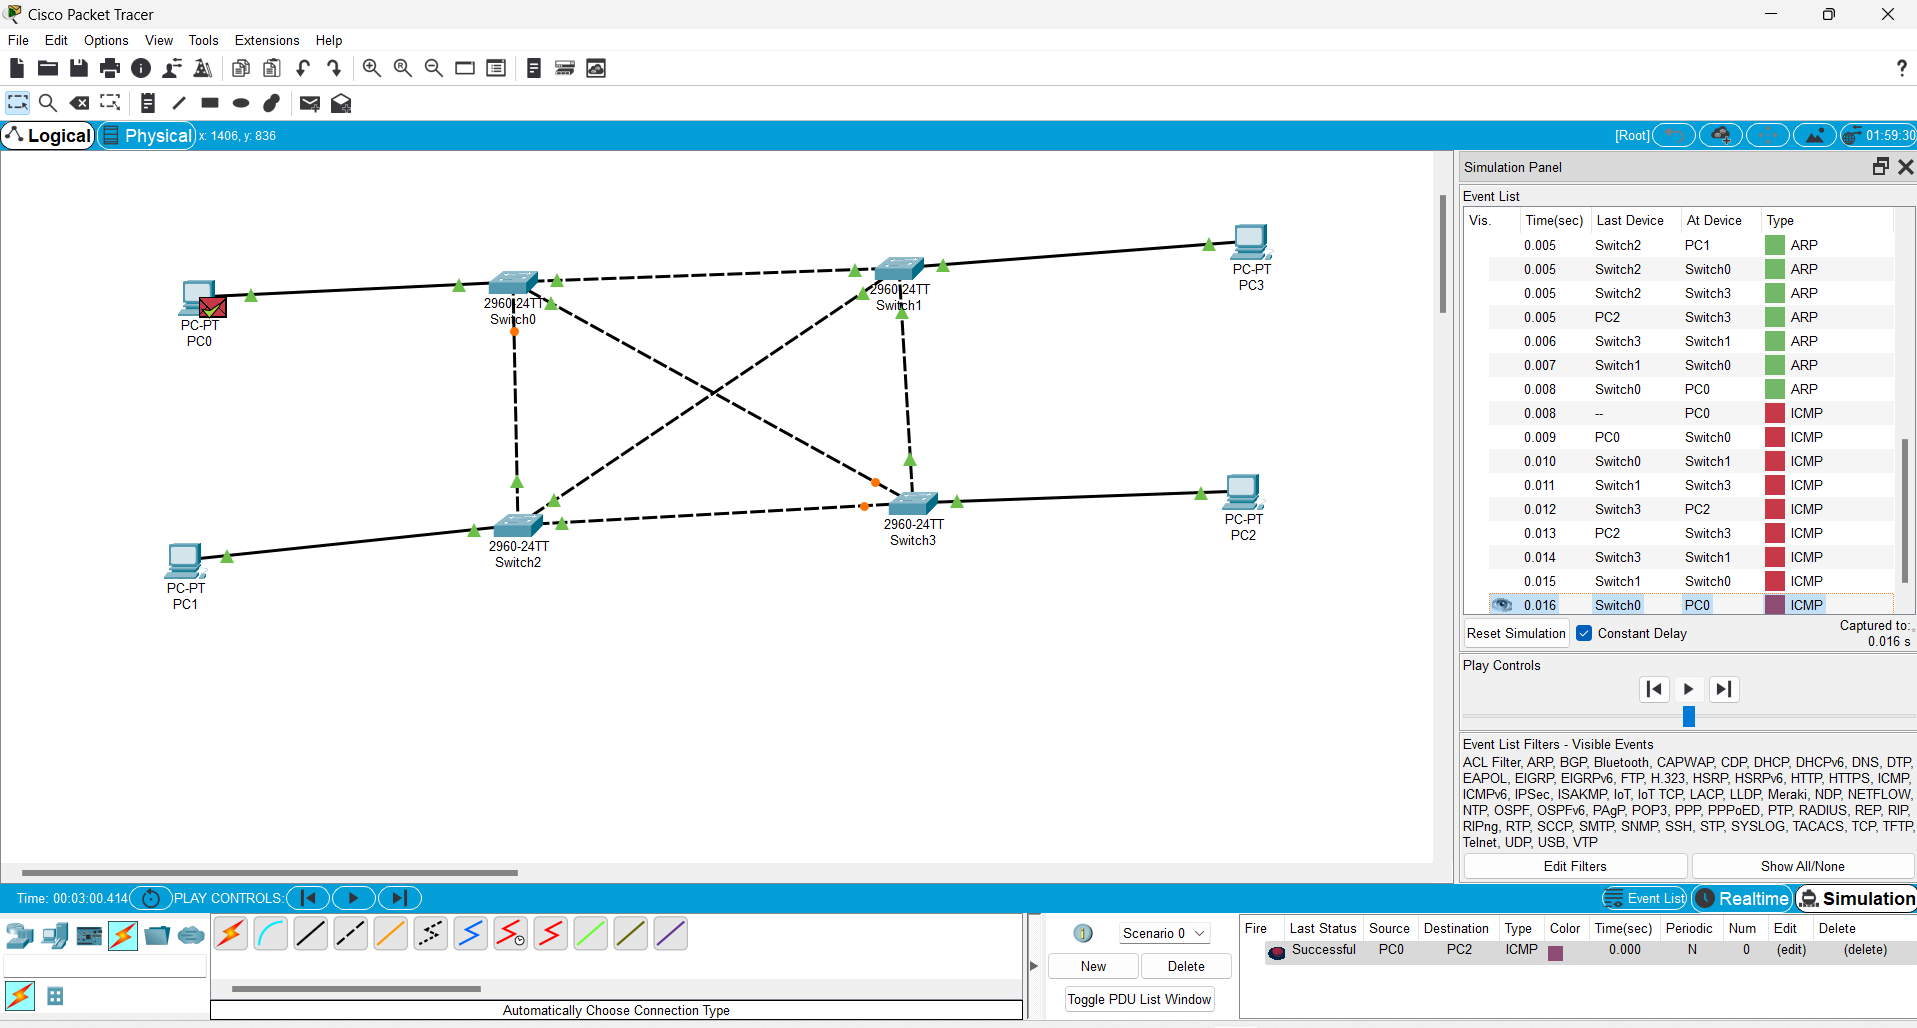 Cisco Packet Tracer
File Edit Options View Tools Extensions Help
Logical Physical x: 1406, y: 836 [Root] 01:59:30
PC-PT
PC0
2960-24TT
Switch0
2960-24TT
Switch1
PC-PT
PC3
PC-PT
PC1
2960-24TT
Switch2
2960-24TT
Switch3
PC-PT
PC2
Simulation Panel
Event List
Vis. Time(sec) Last Device At Device Type
0.005 Switch2 PC1 ARP
0.005 Switch2 Switch0 ARP
0.005 Switch2 Switch3 ARP
0.005 PC2 Switch3 ARP
0.006 Switch3 Switch1 ARP
0.007 Switch1 Switch0 ARP
0.008 Switch0 PC0 ARP
0.008 -- PC0 ICMP
0.009 PC0 Switch0 ICMP
0.010 Switch0 Switch1 ICMP
0.011 Switch1 Switch3 ICMP
0.012 Switch3 PC2 ICMP
0.013 PC2 Switch3 ICMP
0.014 Switch3 Switch1 ICMP
0.015 Switch1 Switch0 ICMP
0.016 Switch0 PC0 ICMP
Reset Simulation Constant Delay Captured to:
0.016 s
Play Controls
Event List Filters - Visible Events
ACL Filter, ARP, BGP, Bluetooth, CAPWAP, CDP, DHCP, DHCPv6, DNS, DTP,
EAPOL, EIGRP, EIGRPv6, FTP, H.323, HSRP, HSRPv6, HTTP, HTTPS, ICMP,
ICMPv6, IPSec, ISAKMP, IoT, IoT TCP, LACP, LLDP, Meraki, NDP, NETFLOW,
NTP, OSPF, OSPFv6, PAgP, POP3, PPP, PPPoED, PTP, RADIUS, REP, RIP,
RIPng, RTP, SCCP, SMTP, SNMP, SSH, STP, SYSLOG, TACACS, TCP, TFTP,
Telnet, UDP, USB, VTP
Edit Filters Show All/None
Time: 00:03:00.414 PLAY CONTROLS: Event List Realtime Simulation
Automatically Choose Connection Type
Scenario 0
New Delete
Toggle PDU List Window
Fire Last Status Source Destination Type Color Time(sec) Periodic Num Edit Delete
Successful PC0 PC2 ICMP 0.000 N 0 (edit) (delete)